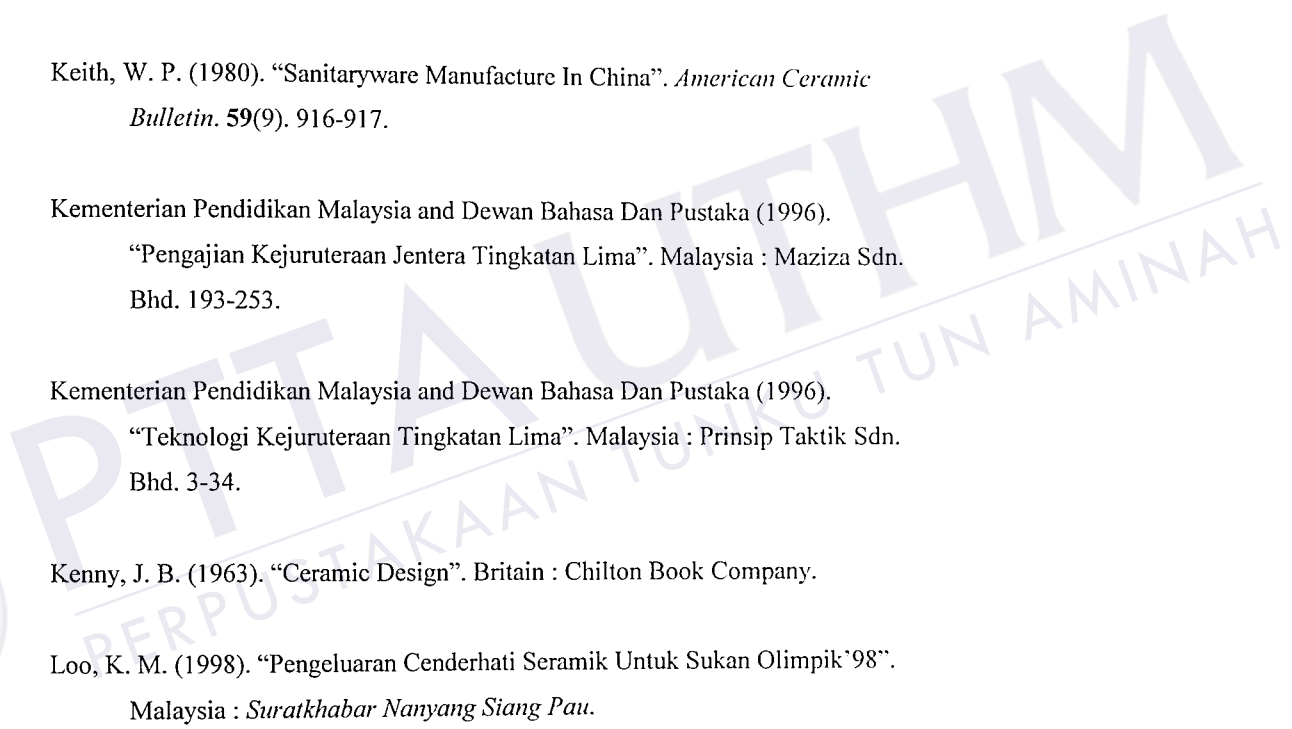 Keith, W. P. (1980). “Sanitaryware Manufacture In China”. American Ceramic
Bulletin. 59(9). 916-917.
Kementerian Pendidikan Malaysia and Dewan Bahasa Dan Pustaka (1996).
“Pengajian Kejuruteraan Jentera Tingkatan Lima”. Malaysia : Maziza Sdn.
Bhd. 193-253.
Kementerian Pendidikan Malaysia and Dewan Bahasa Dan Pustaka (1996).
“Teknologi Kejuruteraan Tingkatan Lima”. Malaysia : Prinsip Taktik Sdn.
Bhd. 3-34.
Kenny, J. B. (1963). “Ceramic Design”. Britain : Chilton Book Company.
Loo, K. M. (1998). “Pengeluaran Cenderhati Seramik Untuk Sukan Olimpik’98”.
Malaysia : Suratkhabar Nanyang Siang Pau.
PTTA UTHM
PERPUSTAKAAN TUNKU TUN AMINAH